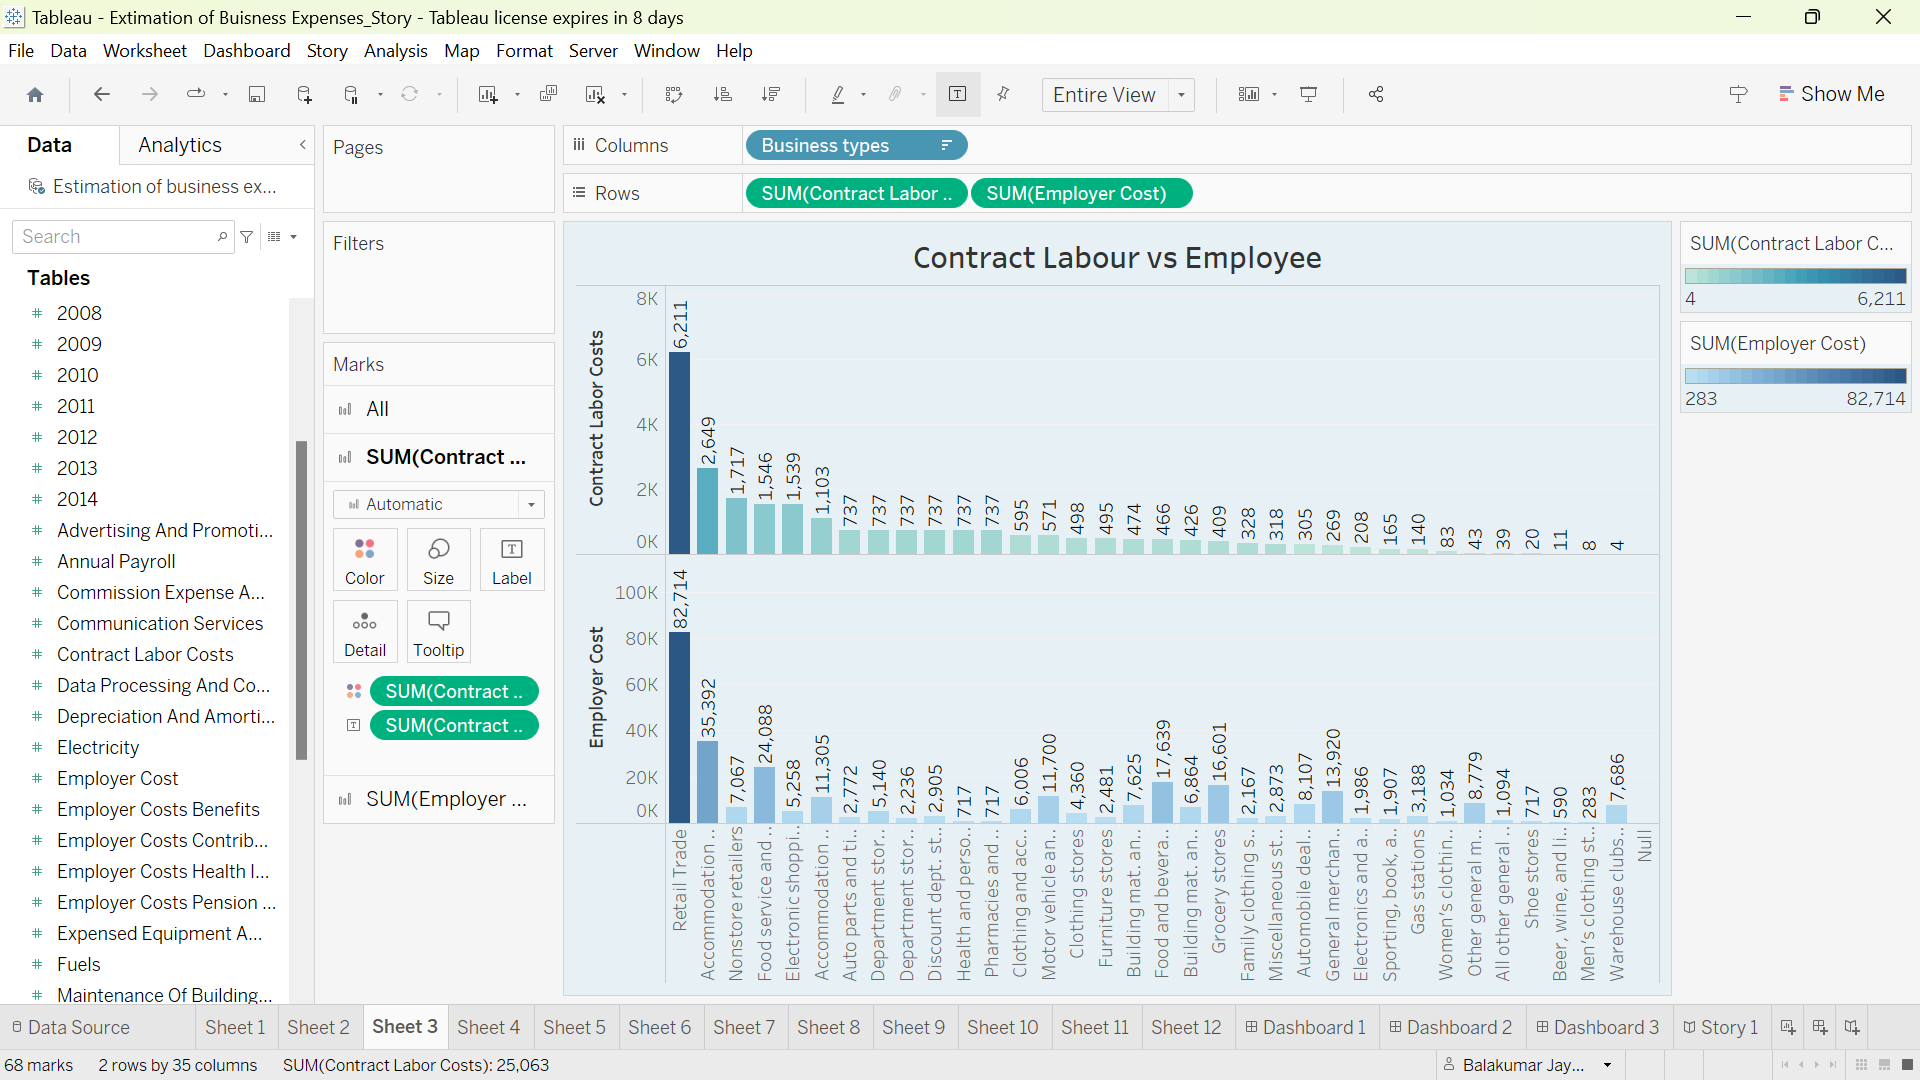 Tableau - Extimation of Buisness Expenses_Story - Tableau license expires in 8 days
File Data Worksheet Dashboard Story Analysis Map Format Server Window Help
Entire View
Show Me
Data Analytics
Estimation of business ex...
Search
Tables
2008
2009
2010
2011
2012
2013
2014
Advertising And Promoti...
Annual Payroll
Commission Expense A...
Communication Services
Contract Labor Costs
Data Processing And Co...
Depreciation And Amorti...
Electricity
Employer Cost
Employer Costs Benefits
Employer Costs Contrib...
Employer Costs Health I...
Employer Costs Pension ...
Expensed Equipment A...
Fuels
Maintenance Of Building...
Pages
Filters
Marks
All
SUM(Contract ...
Automatic
Color Size Label
Detail Tooltip
SUM(Contract ..
SUM(Contract ..
SUM(Employer ...
Columns Business types
Rows SUM(Contract Labor .. SUM(Employer Cost)
Contract Labour vs Employee
Contract Labor Costs
8K
6K
4K
2K
0K
6,211 2,649 1,717 1,546 1,539 1,103 737 737 737 737 737 737 595 571 498 495 474 466 426 409 328 318 305 269 208 165 140 83 43 39 20 11 8 4
Employer Cost
100K
80K
60K
40K
20K
0K
82,714 35,392 7,067 24,088 5,258 11,305 2,772 5,140 2,236 2,905 717 717 6,006 11,700 4,360 2,481 7,625 17,639 6,864 16,601 2,167 2,873 8,107 13,920 1,986 1,907 3,188 1,034 8,779 1,094 717 590 283 7,686
Retail Trade
Accommodation ..
Nonstore retailers
Food service and ..
Electronic shoppi..
Accommodation ..
Auto parts and ti..
Department stor..
Department stor..
Discount dept. st..
Health and perso..
Pharmacies and ..
Clothing and acc..
Motor vehicle an..
Clothing stores
Furniture stores
Building mat. an..
Food and bevera..
Building mat. an..
Grocery stores
Family clothing s..
Miscellaneous st..
Automobile deal..
General merchan..
Electronics and a..
Sporting, book, a..
Gas stations
Women's clothin..
Other general m..
All other general ..
Shoe stores
Beer, wine, and li..
Men's clothing st..
Warehouse clubs..
Null
SUM(Contract Labor C...
4 6,211
SUM(Employer Cost)
283 82,714
Data Source Sheet 1 Sheet 2 Sheet 3 Sheet 4 Sheet 5 Sheet 6 Sheet 7 Sheet 8 Sheet 9 Sheet 10 Sheet 11 Sheet 12 Dashboard 1 Dashboard 2 Dashboard 3 Story 1
68 marks 2 rows by 35 columns SUM(Contract Labor Costs): 25,063 Balakumar Jay...